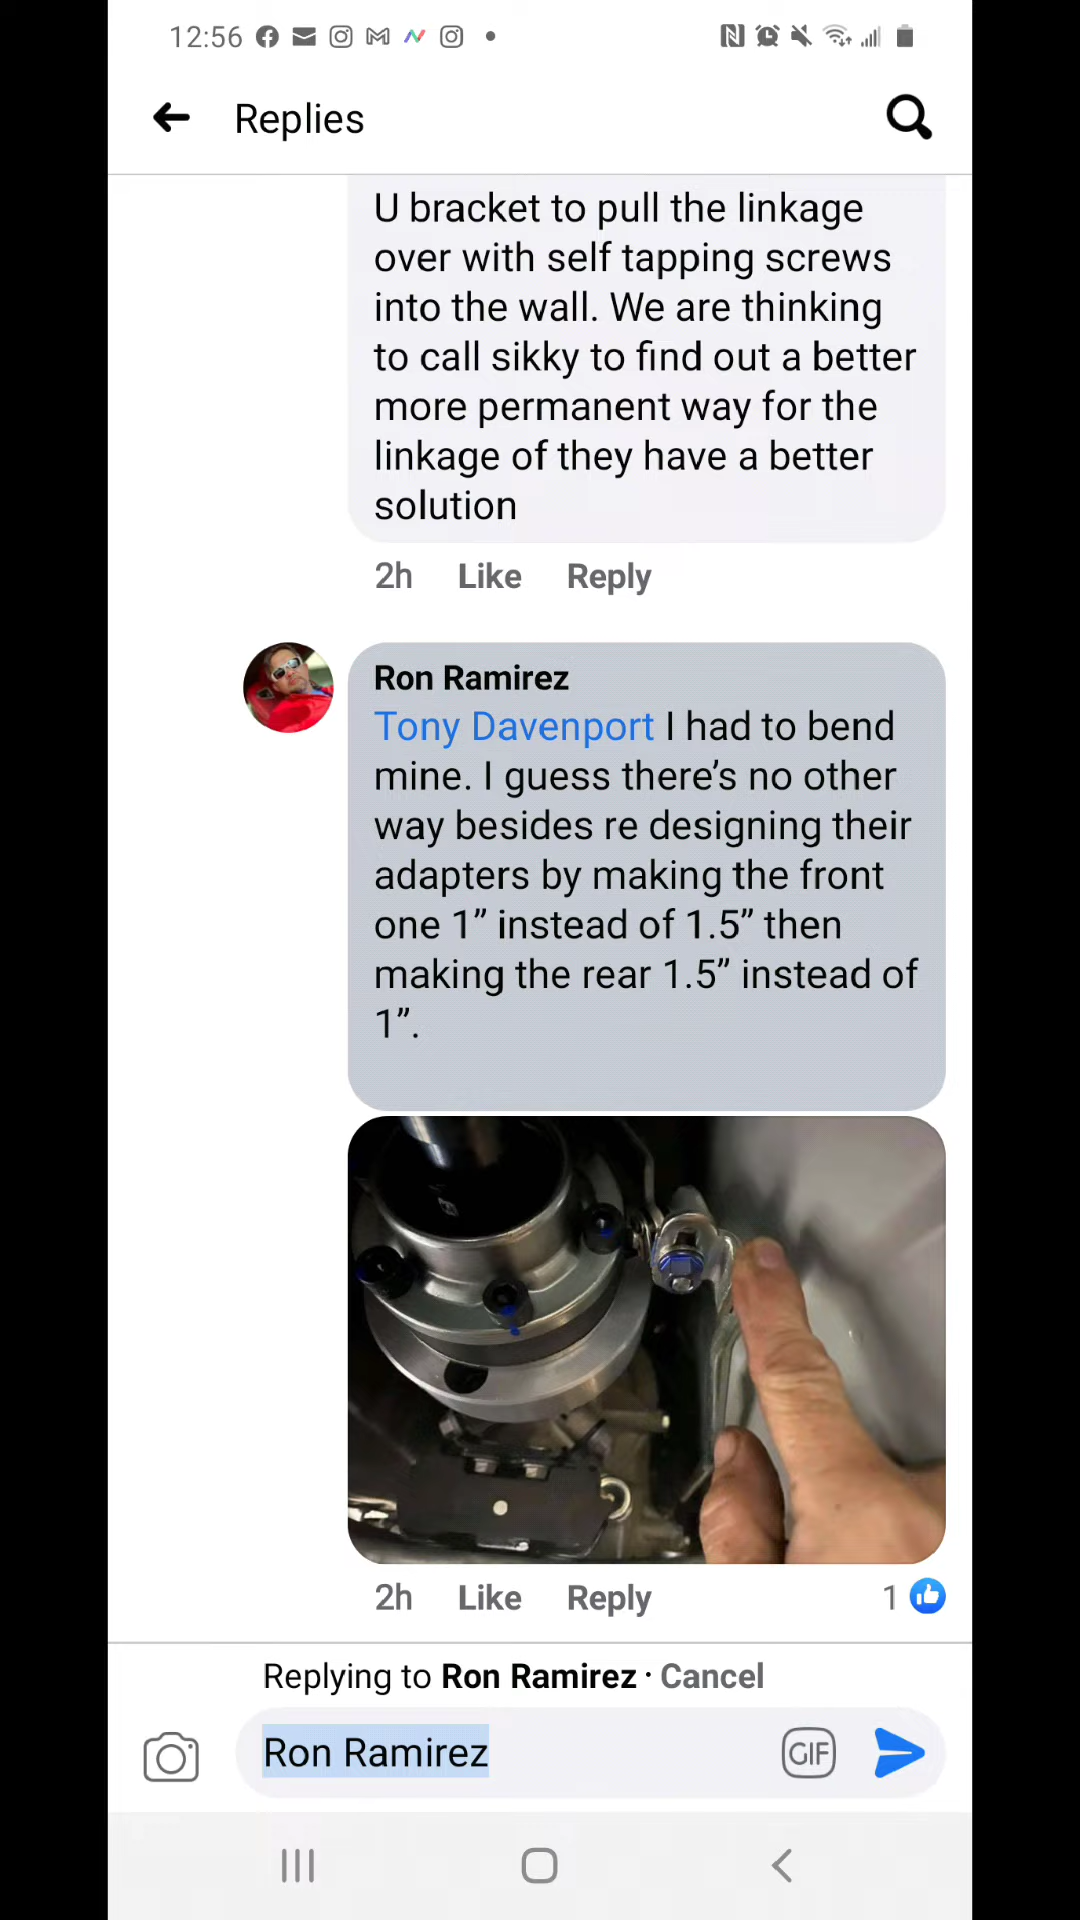 12:56
Replies
U bracket to pull the linkage
over with self tapping screws
into the wall. We are thinking
to call sikky to find out a better
more permanent way for the
linkage of they have a better
solution
2h Like Reply
Ron Ramirez
Tony Davenport I had to bend
mine. I guess there’s no other
way besides re designing their
adapters by making the front
one 1” instead of 1.5” then
making the rear 1.5” instead of
1”.
2h Like Reply 1
Replying to Ron Ramirez · Cancel
Ron Ramirez GIF